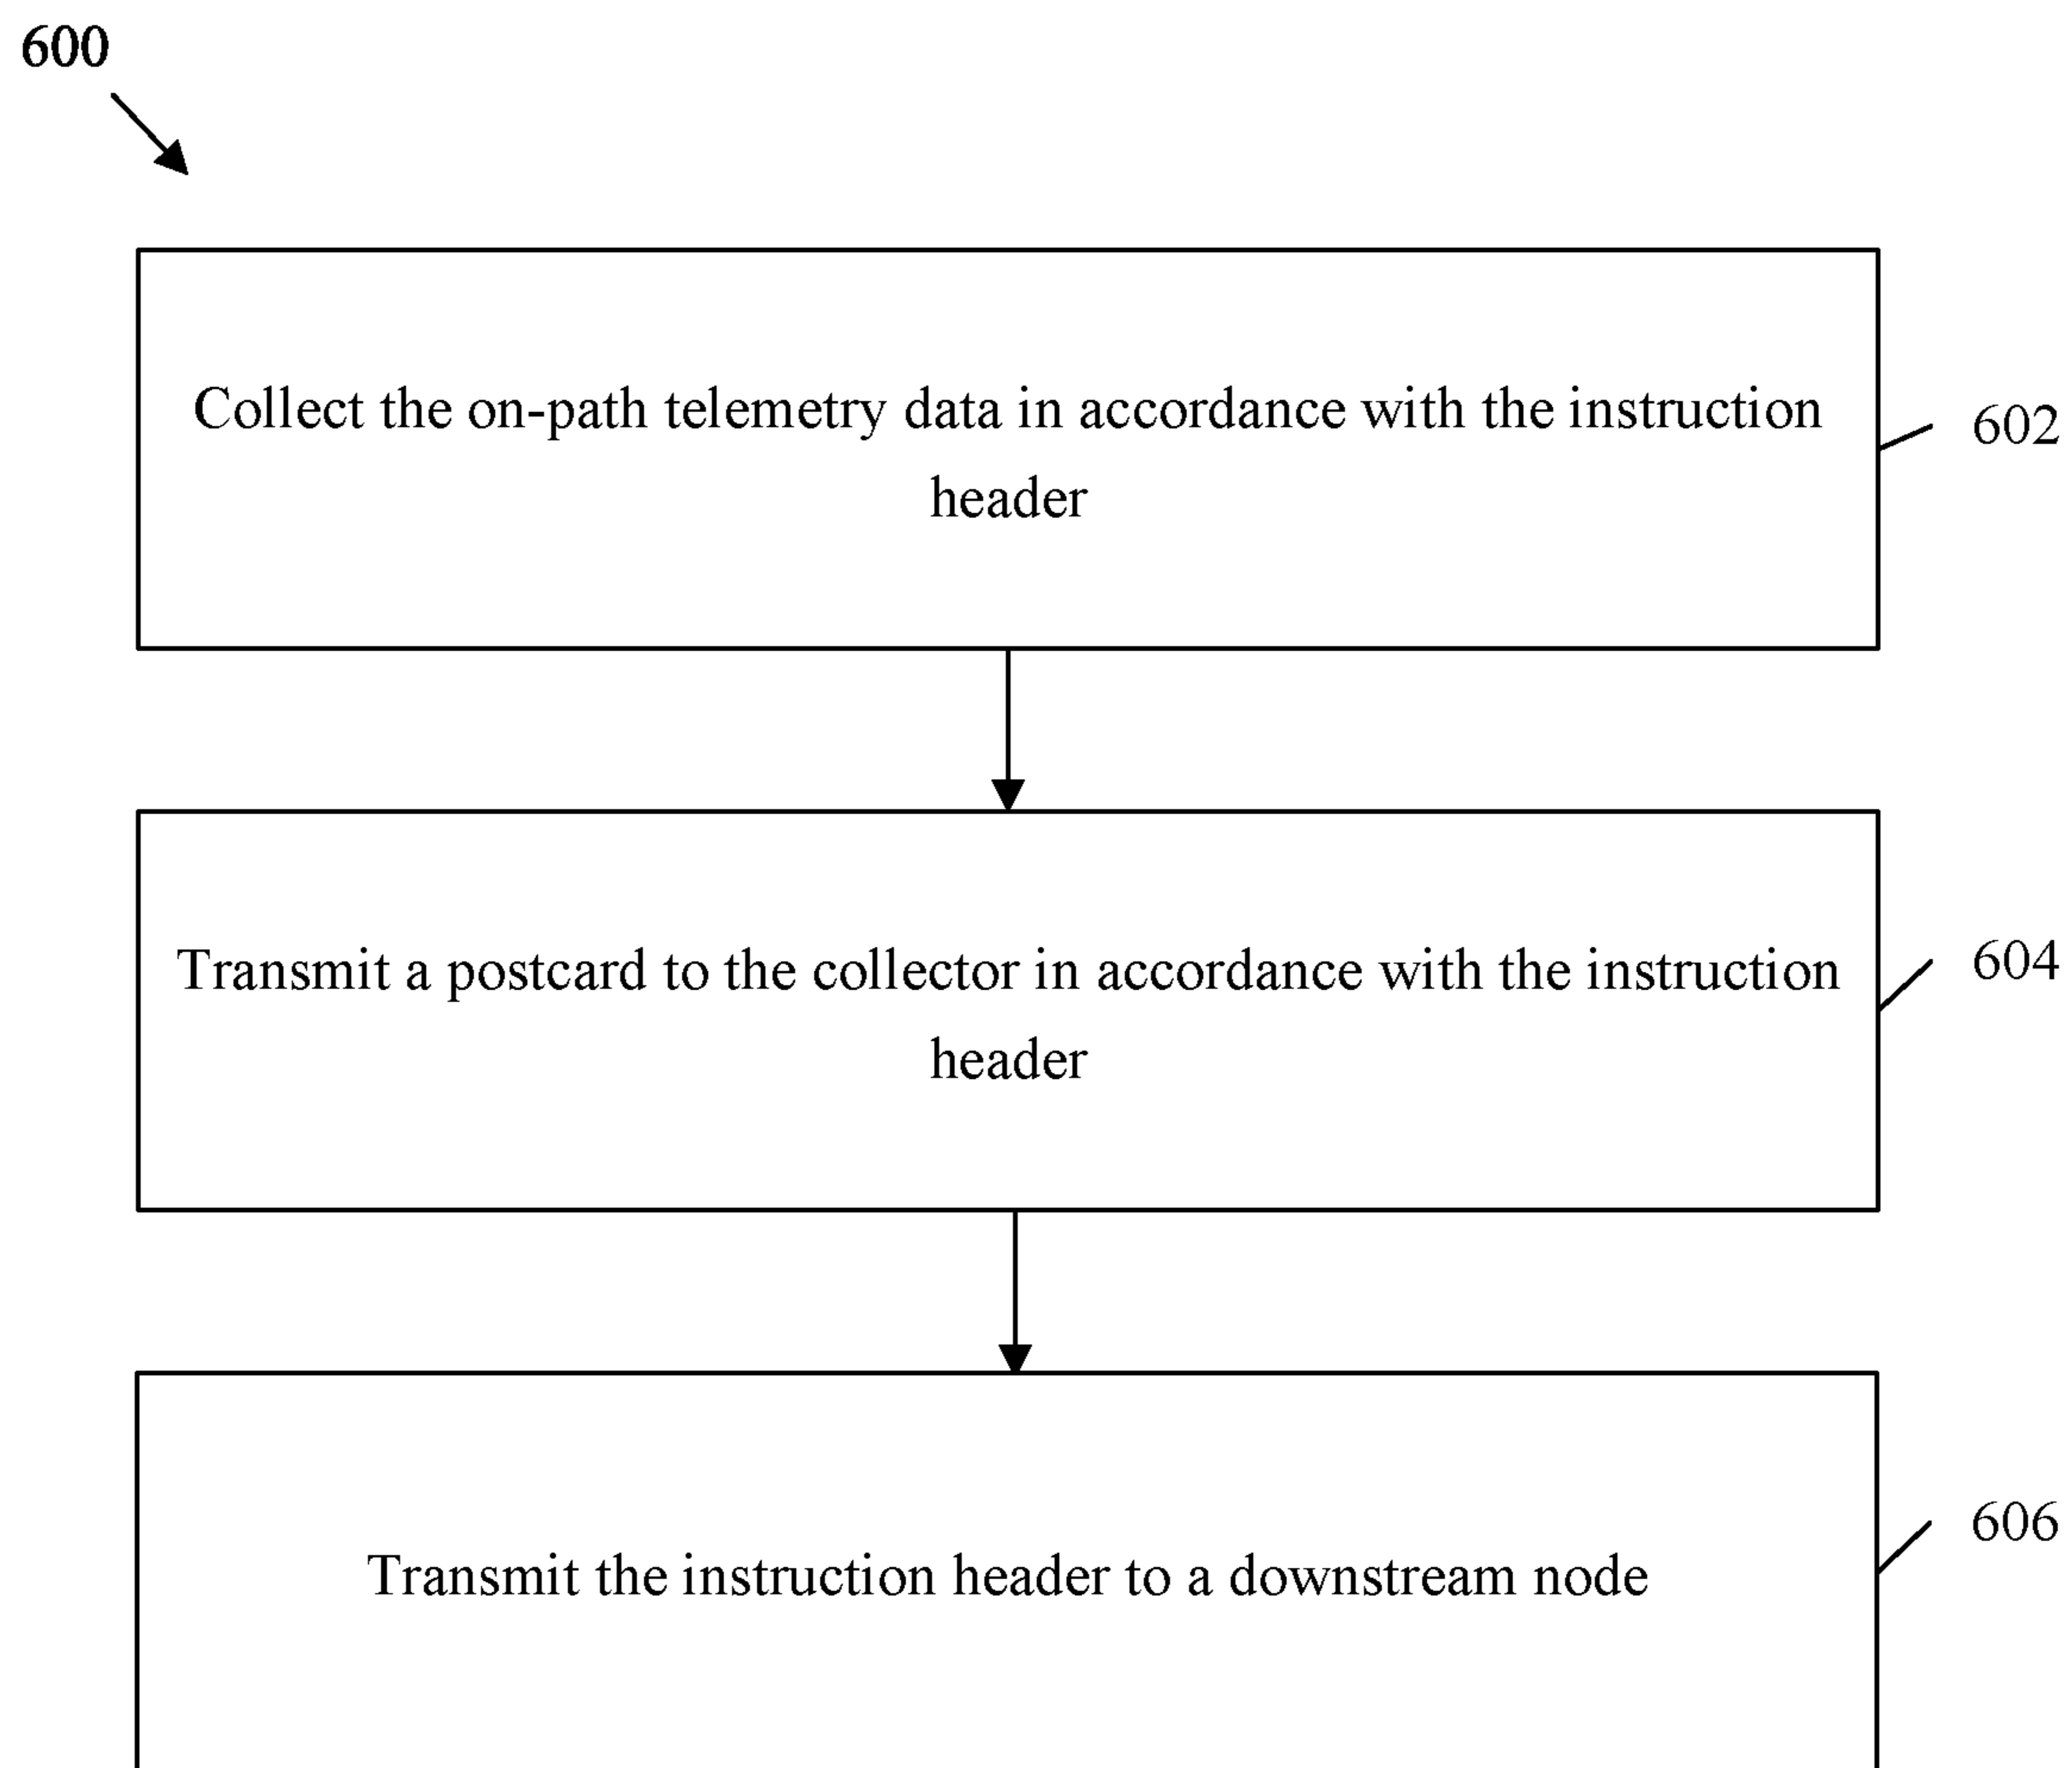 600
Collect the on-path telemetry data in accordance with the instruction
header
602
Transmit a postcard to the collector in accordance with the instruction
header
604
Transmit the instruction header to a downstream node
606